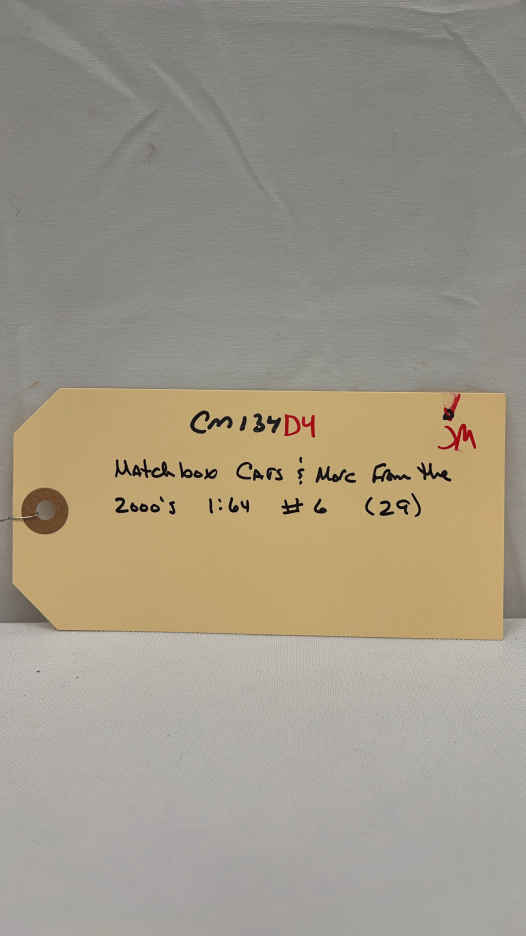 CM134D4
JM
Matchbox Cars & More From the
2000's 1:64 #6 (29)